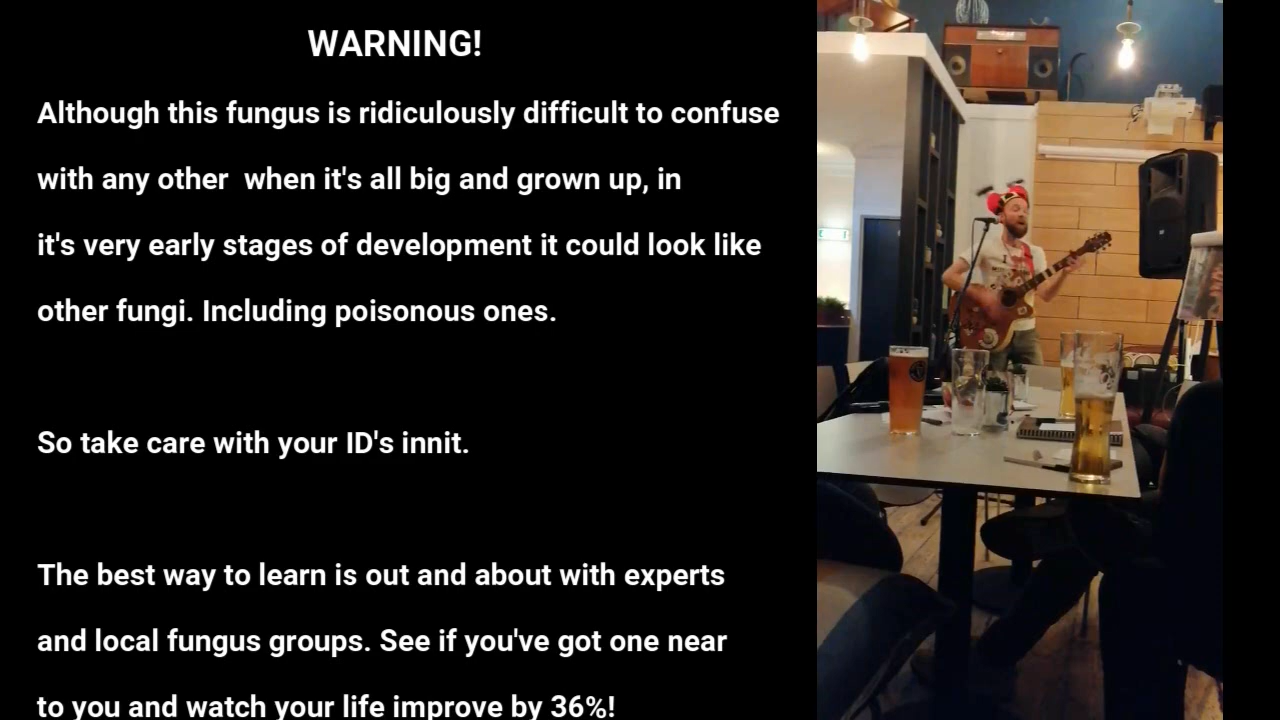 WARNING!
Although this fungus is ridiculously difficult to confuse
with any other  when it's all big and grown up, in
it's very early stages of development it could look like
other fungi. Including poisonous ones.
So take care with your ID's innit.
The best way to learn is out and about with experts
and local fungus groups. See if you've got one near
to you and watch your life improve by 36%!